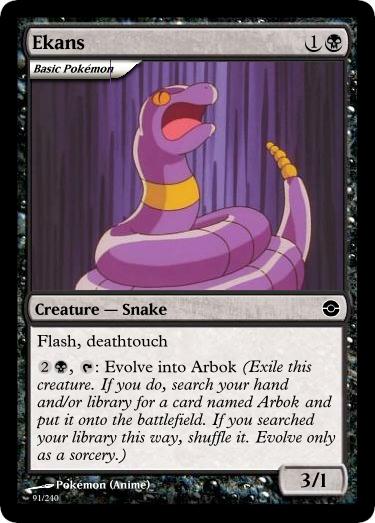 Ekans 1
Basic Pokémon
Creature — Snake
Flash, deathtouch
2, : Evolve into Arbok (Exile this
creature. If you do, search your hand
and/or library for a card named Arbok and
put it onto the battlefield. If you searched
your library this way, shuffle it. Evolve only
as a sorcery.)
3/1
Pokémon (Anime)
91/240